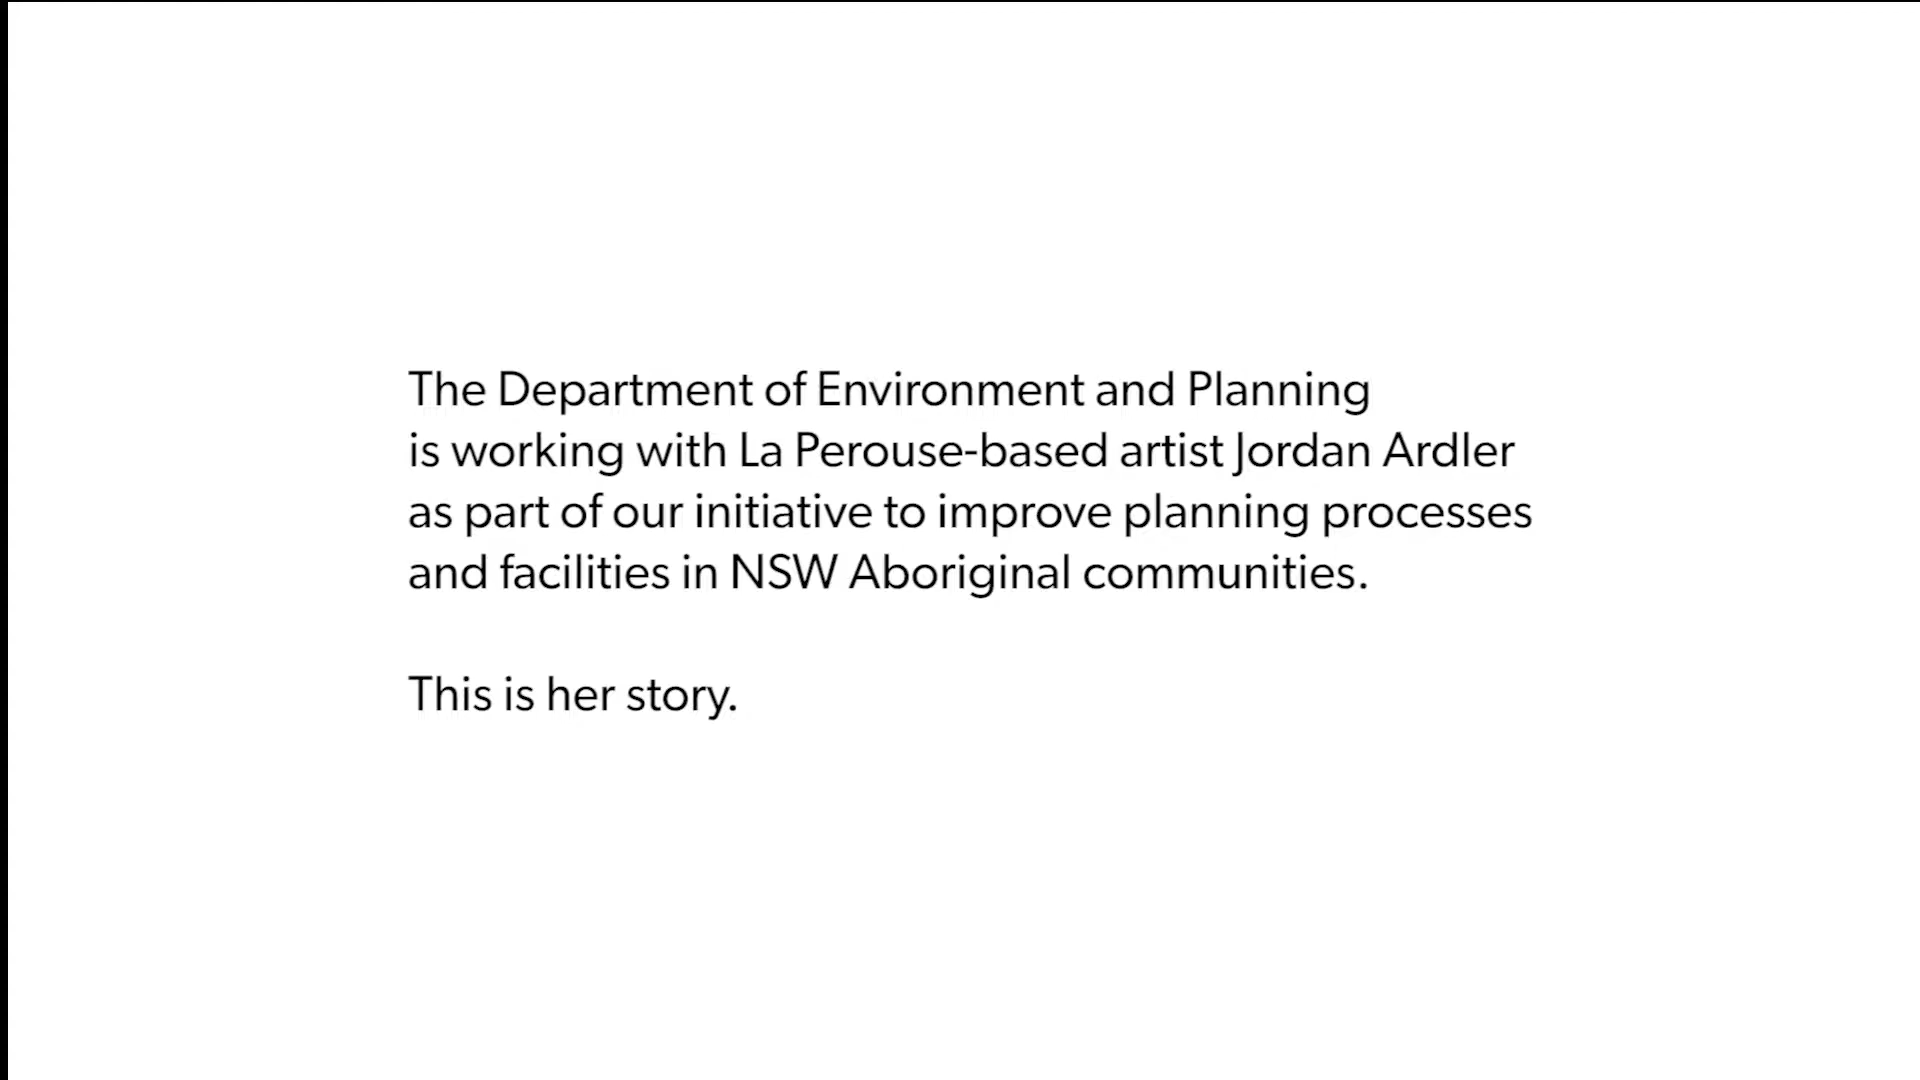 The Department of Environment and Planning
is working with La Perouse-based artist Jordan Ardler
as part of our initiative to improve planning processes
and facilities in NSW Aboriginal communities.
This is her story.